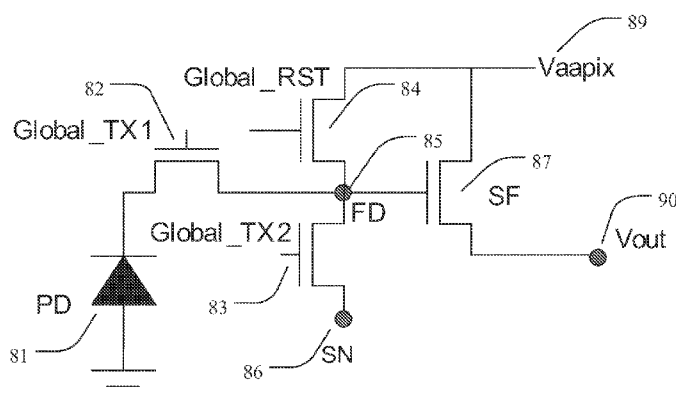 89
Vaapix
Global_RST
84
82
Global_TX1
85
87
SF
FD
90
Vout
Global_TX2
83
PD
81
86
SN